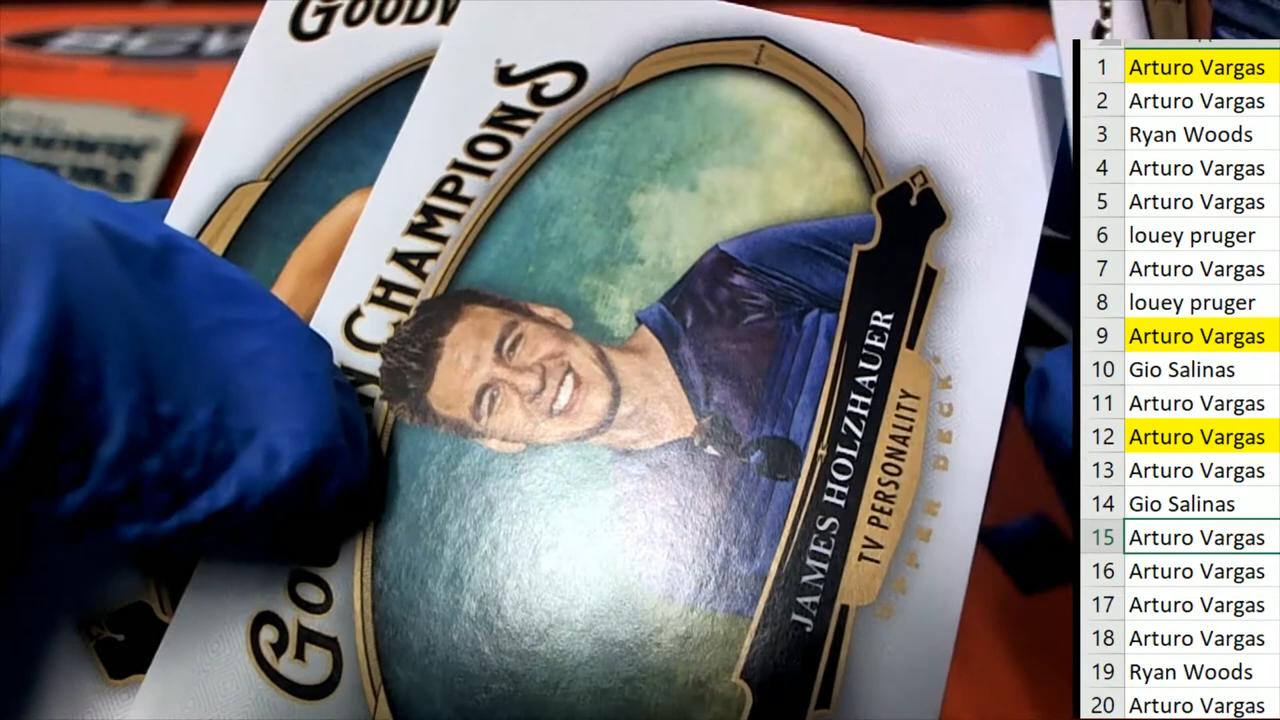 GOODW
CHAMPIONS
CHAMPIONS
Goo
JAMES HOLZHAUER
TV PERSONALITY
UPPER DECK
1 Arturo Vargas
2 Arturo Vargas
3 Ryan Woods
4 Arturo Vargas
5 Arturo Vargas
6 louey pruger
7 Arturo Vargas
8 louey pruger
9 Arturo Vargas
10 Gio Salinas
11 Arturo Vargas
12 Arturo Vargas
13 Arturo Vargas
14 Gio Salinas
15 Arturo Vargas
16 Arturo Vargas
17 Arturo Vargas
18 Arturo Vargas
19 Ryan Woods
20 Arturo Vargas